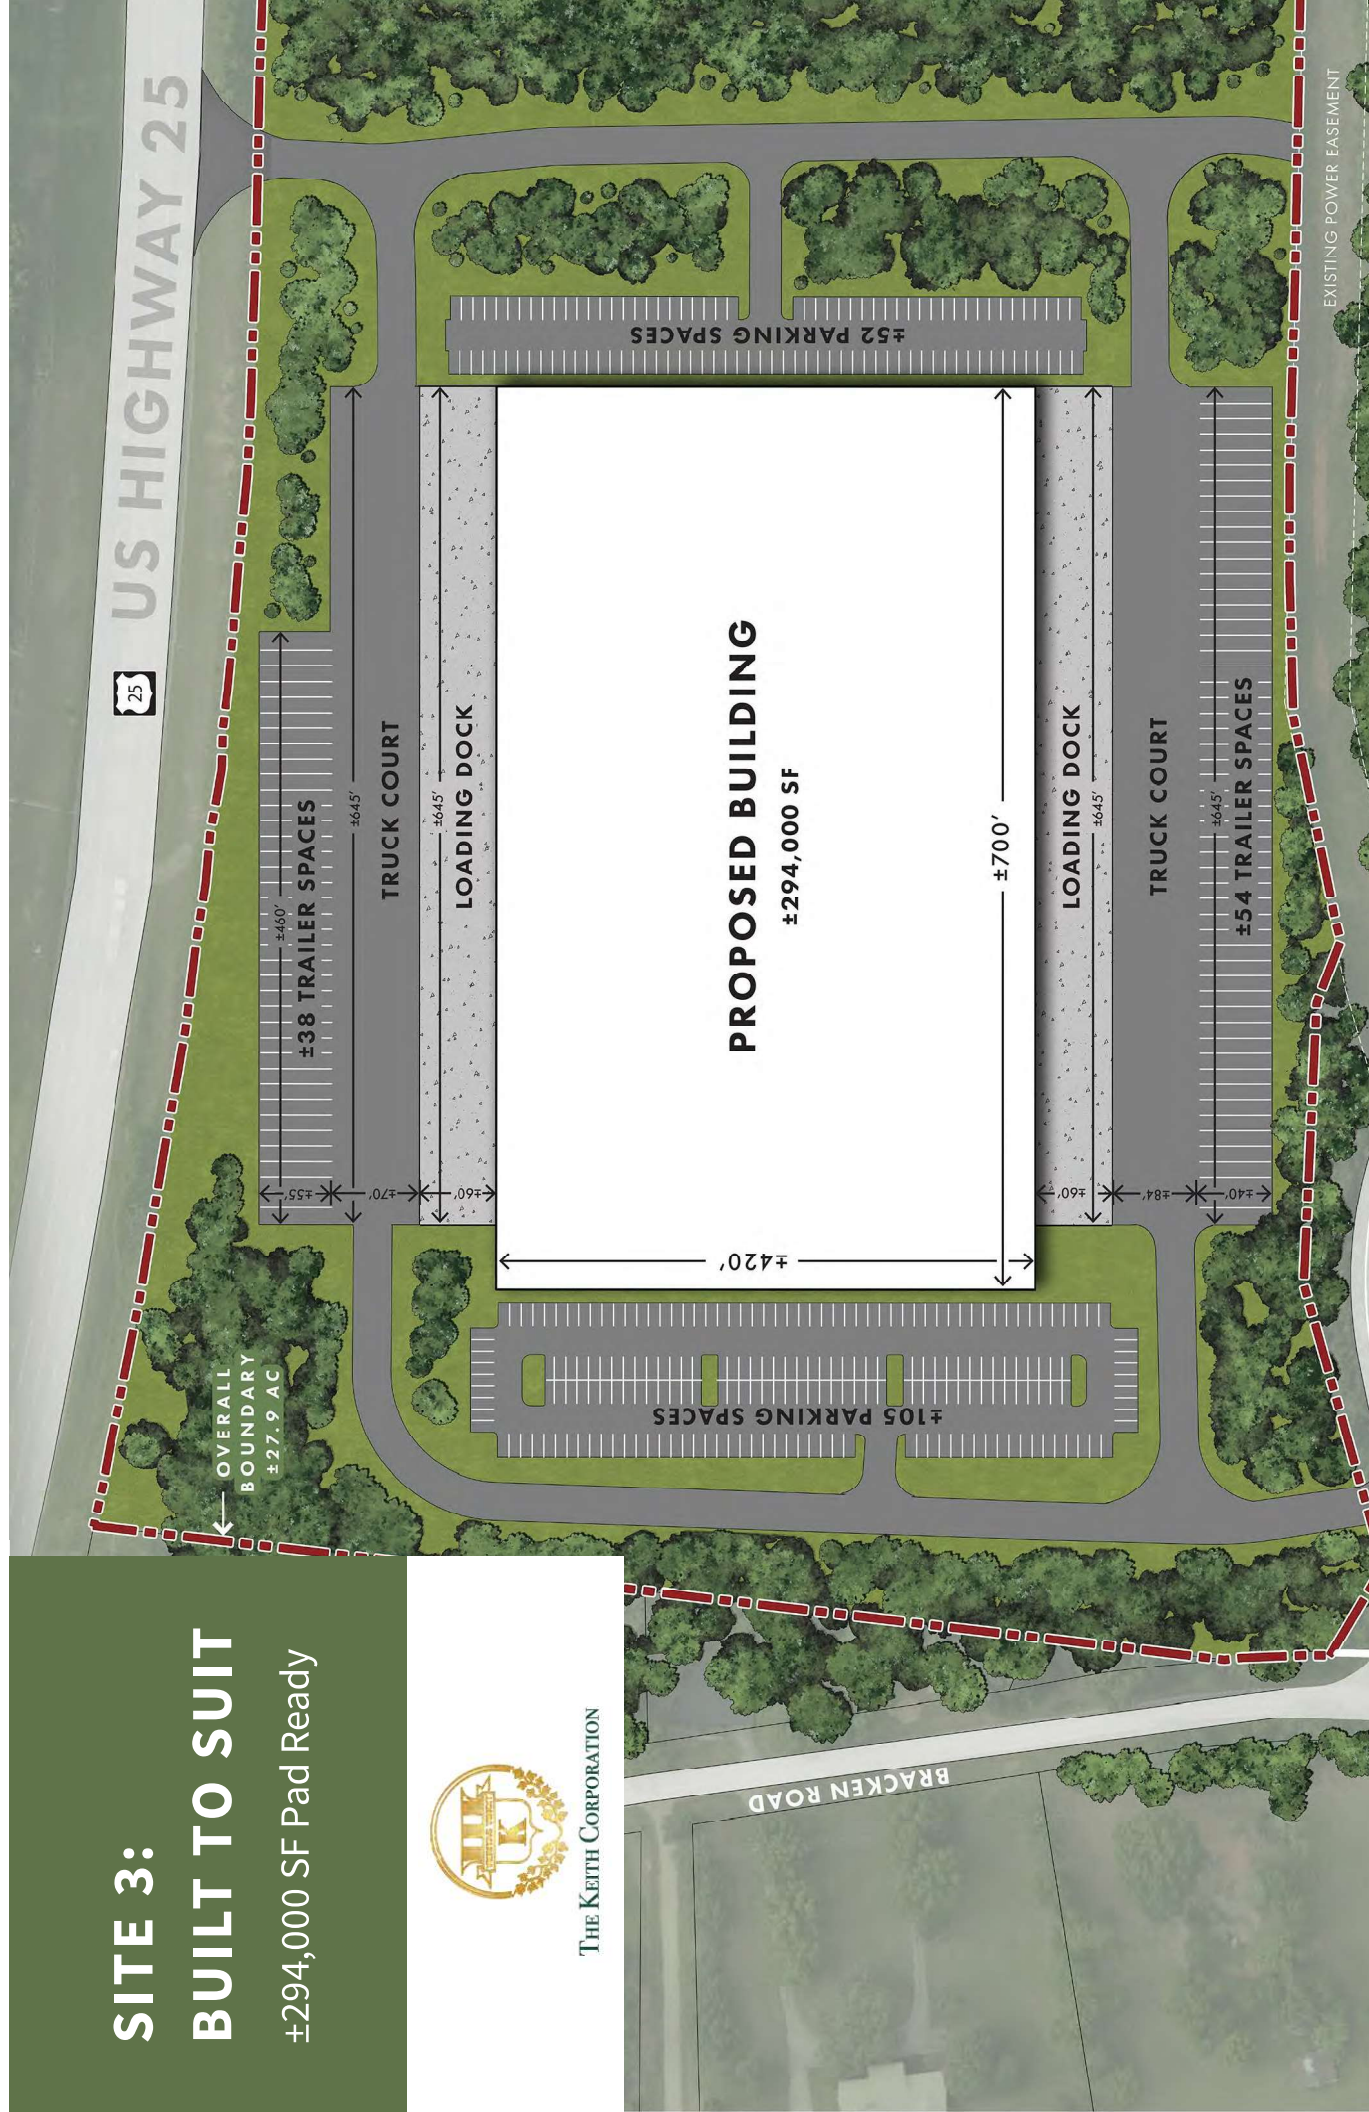 SITE 3:
BUILT TO SUIT
±294,000 SF Pad Ready
THE KEITH CORPORATION
K
OVERALL
BOUNDARY
±27.9 AC
US HIGHWAY 25
25
±460'
±38 TRAILER SPACES
±55'
±645'
TRUCK COURT
±70'
±645'
LOADING DOCK
±60'
PROPOSED BUILDING
±294,000 SF
±700'
±420'
±105 PARKING SPACES
±52 PARKING SPACES
LOADING DOCK
±645'
±60'
TRUCK COURT
±84'
±645'
±54 TRAILER SPACES
±40'
EXISTING POWER EASEMENT
BRACKEN ROAD